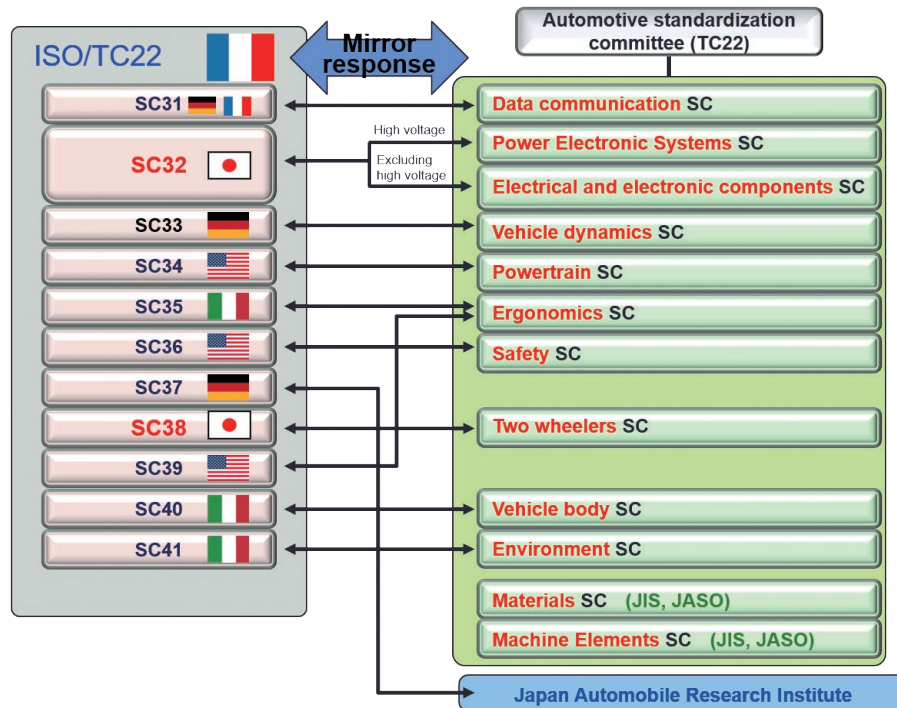 ISO/TC22
Mirror
response
Automotive standardization
committee (TC22)
SC31
SC32
SC33
SC34
SC35
SC36
SC37
SC38
SC39
SC40
SC41
High voltage
Excluding
high voltage
Data communication SC
Power Electronic Systems SC
Electrical and electronic components SC
Vehicle dynamics SC
Powertrain SC
Ergonomics SC
Safety SC
Two wheelers SC
Vehicle body SC
Environment SC
Materials SC (JIS, JASO)
Machine Elements SC (JIS, JASO)
Japan Automobile Research Institute